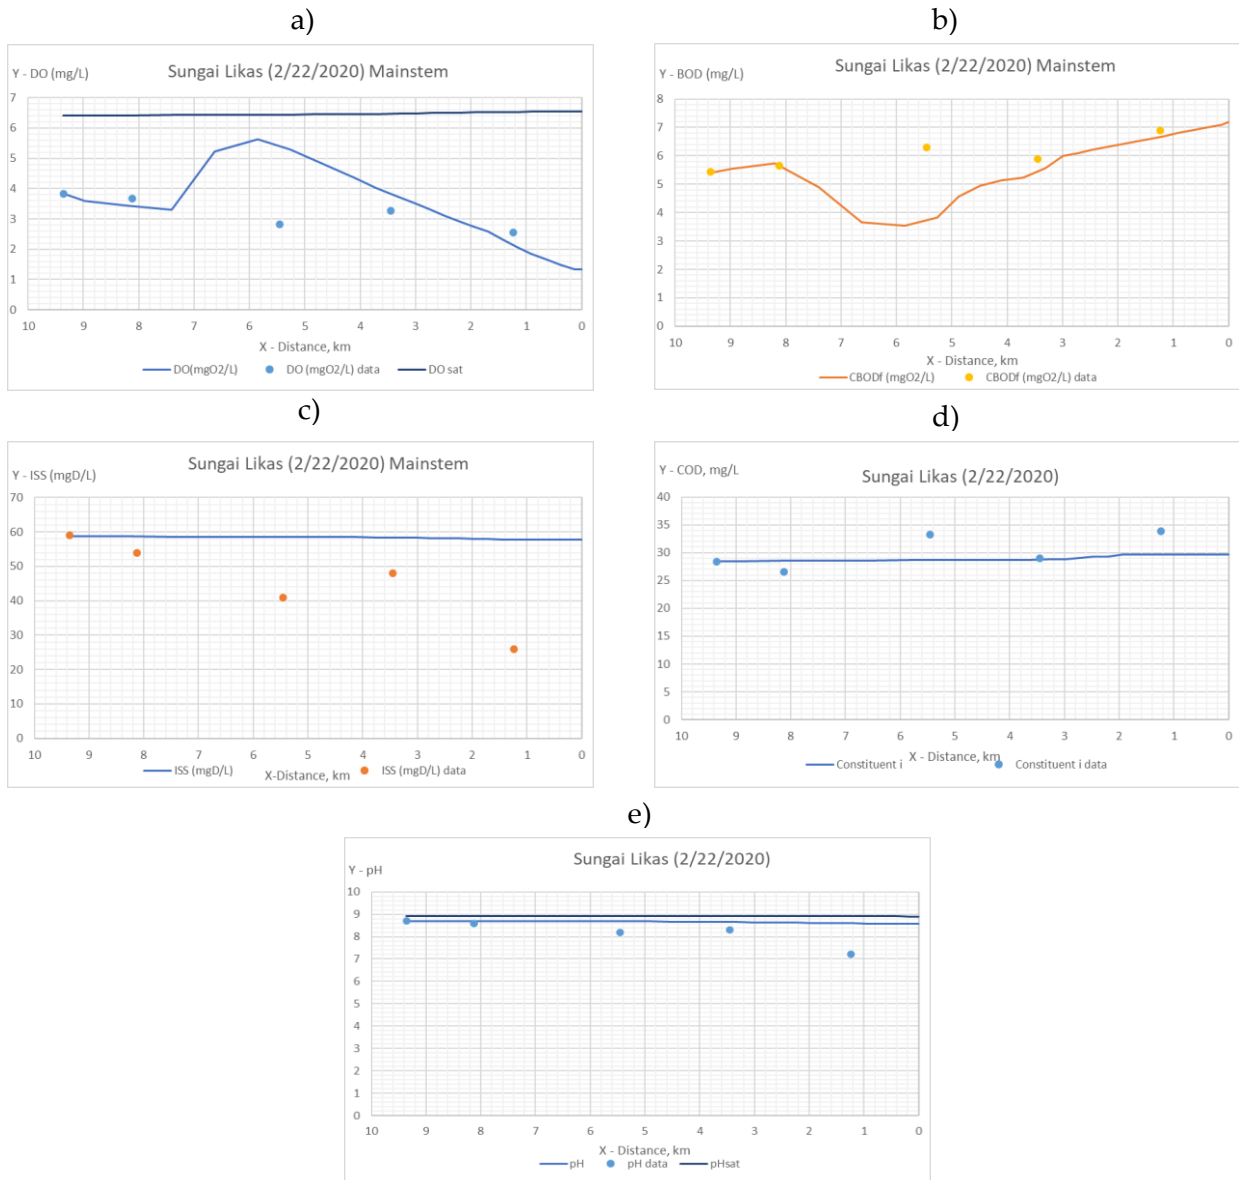 a)
Y - DO (mg/L)
Sungai Likas (2/22/2020) Mainstem
7
6
5
4
3
2
1
0
10 9 8 7 6 5 4 3 2 1 0
X - Distance, km
DO(mgO2/L) DO (mgO2/L) data DO sat
b)
Y - BOD (mg/L)
Sungai Likas (2/22/2020) Mainstem
8
7
6
5
4
3
2
1
0
10 9 8 7 6 5 4 3 2 1 0
X - Distance, km
CBODf (mgO2/L) CBODf (mgO2/L) data
c)
Y - ISS (mgD/L)
Sungai Likas (2/22/2020) Mainstem
70
60
50
40
30
20
10
0
10 9 8 7 6 5 4 3 2 1 0
X-Distance, km
ISS (mgD/L) ISS (mgD/L) data
d)
Y - COD, mg/L
Sungai Likas (2/22/2020)
40
35
30
25
20
15
10
5
0
10 9 8 7 6 5 4 3 2 1 0
X - Distance, km
Constituent i Constituent i data
e)
Y - pH
Sungai Likas (2/22/2020)
10
9
8
7
6
5
4
3
2
1
0
10 9 8 7 6 5 4 3 2 1 0
X - Distance, km
pH pH data pHsat